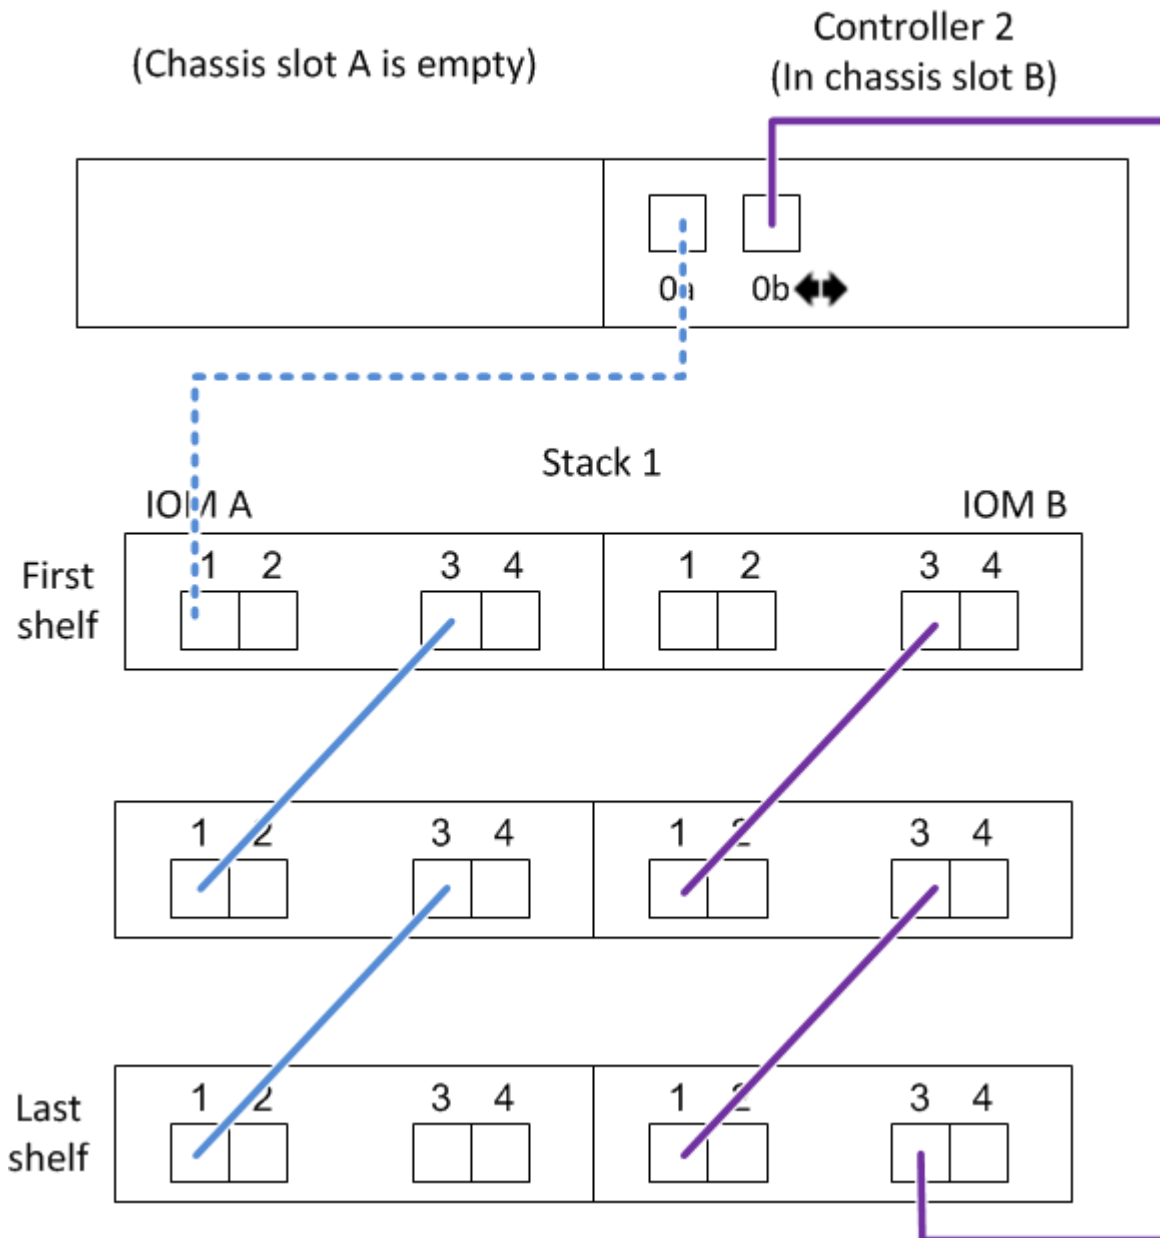 Controller 2
(Chassis slot A is empty)
(In chassis slot B)
0a 0b
Stack 1
IOM A IOM B
First
shelf
1 2 3 4 1 2 3 4
1 2 3 4 1 2 3 4
Last
shelf
1 2 3 4 1 2 3 4